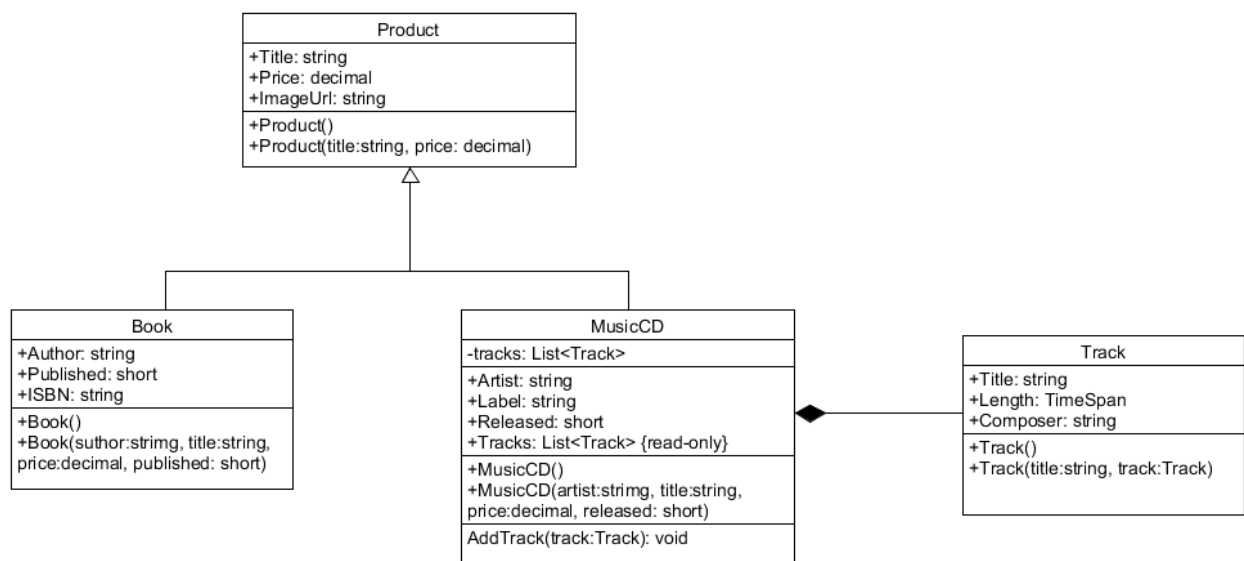 Product
+Title: string
+Price: decimal
+ImageUrl: string
+Product()
+Product(title:string, price: decimal)
Book
+Author: string
+Published: short
+ISBN: string
+Book()
+Book(suthor:strimg, title:string,
price:decimal, published: short)
MusicCD
-tracks: List<Track>
+Artist: string
+Label: string
+Released: short
+Tracks: List<Track> {read-only}
+MusicCD()
+MusicCD(artist:strimg, title:string,
price:decimal, released: short)
AddTrack(track:Track): void
Track
+Title: string
+Length: TimeSpan
+Composer: string
+Track()
+Track(title:string, track:Track)